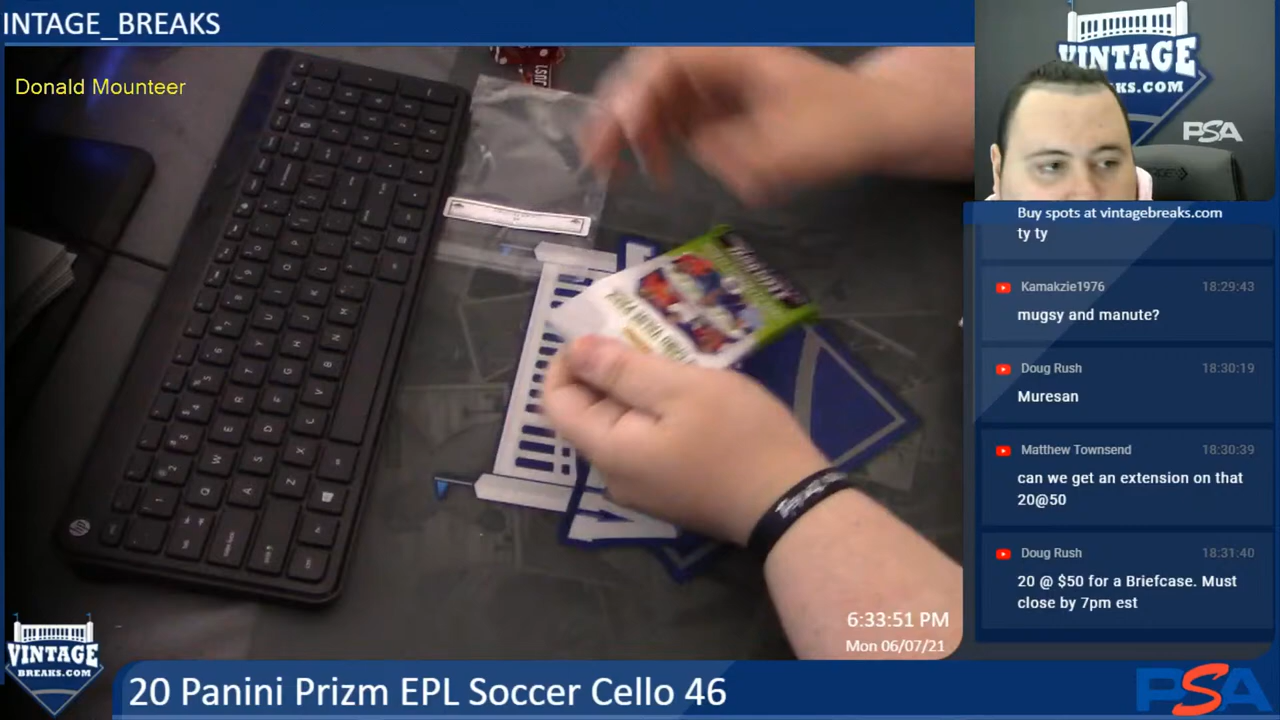 INTAGE_BREAKS
Donald Mounteer
VINTAGE
KS.COM
PSA
Buy spots at vintagebreaks.com
ty ty
Kamakzie1976 18:29:43
mugsy and manute?
Doug Rush 18:30:19
Muresan
Matthew Townsend 18:30:39
can we get an extension on that
20@50
Doug Rush 18:31:40
20 @ $50 for a Briefcase. Must
close by 7pm est
6:33:51 PM
Mon 06/07/21
VINTAGE
BREAKS.COM
20 Panini Prizm EPL Soccer Cello 46
PSA